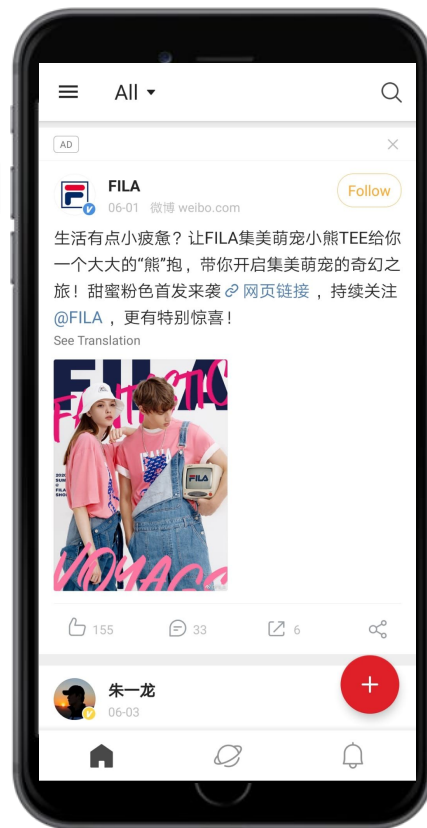 All
AD
FILA
Follow
06-01 微博 weibo.com
生活有点小疲惫？让FILA集美萌宠小熊TEE给你
一个大大的“熊”抱，带你开启集美萌宠的奇幻之
旅！甜蜜粉色首发来袭 网页链接 ，持续关注
@FILA ，更有特别惊喜！
See Translation
FILA
FANTASTIC
FILA
VOYAGE
155
33
6
朱一龙
06-03